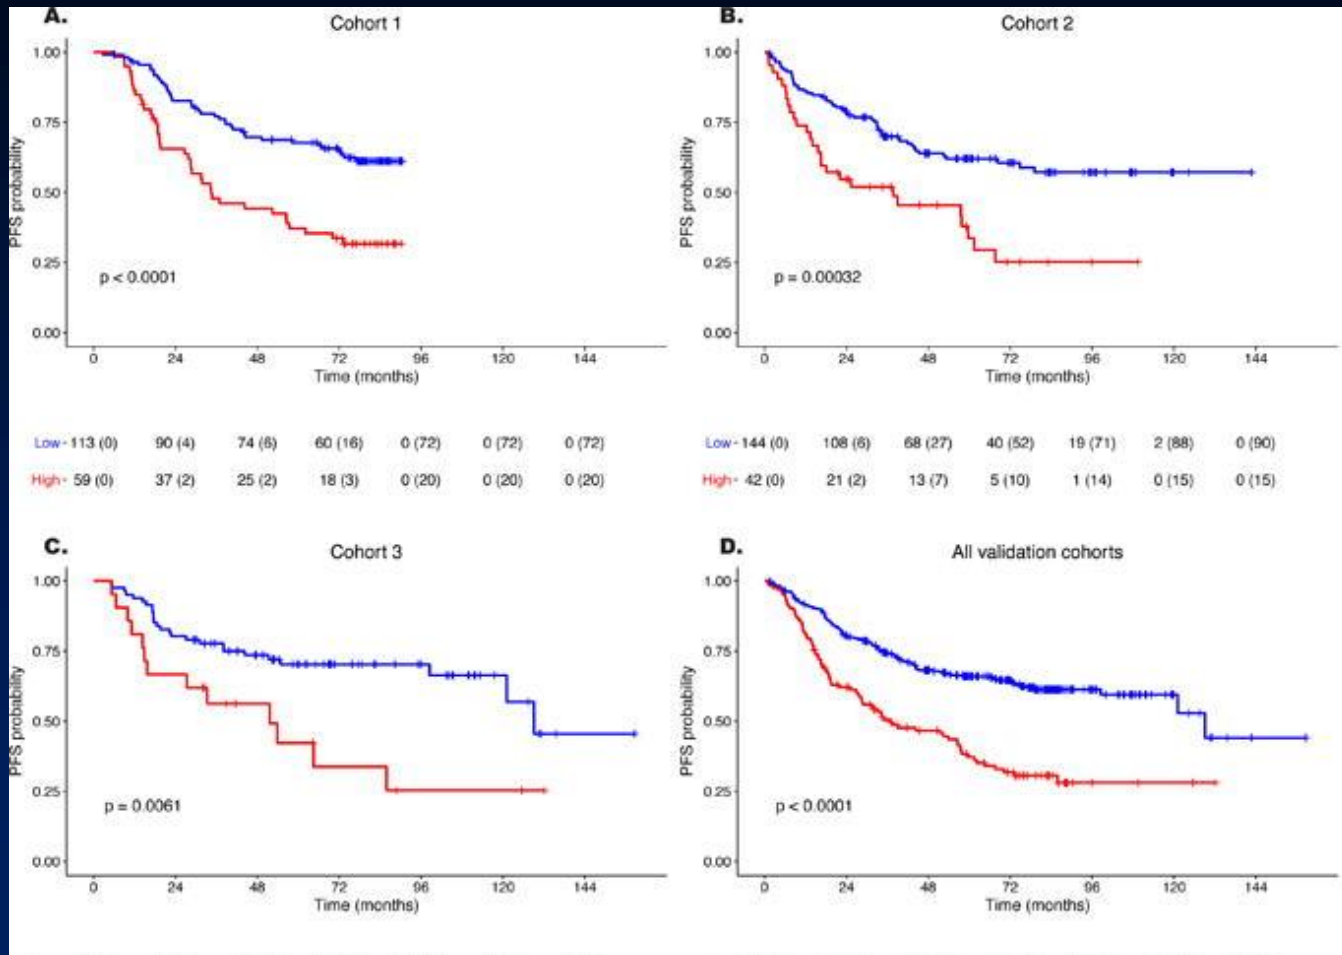 A. Cohort 1
1.00
0.75
0.50
0.25
0.00
PFS probability
p < 0.0001
0 24 48 72 96 120 144
Time (months)
Low - 113 (0) 90 (4) 74 (6) 60 (16) 0 (72) 0 (72) 0 (72)
High - 59 (0) 37 (2) 25 (2) 18 (3) 0 (20) 0 (20) 0 (20)
B. Cohort 2
1.00
0.75
0.50
0.25
0.00
PFS probability
p = 0.00032
0 24 48 72 96 120 144
Time (months)
Low - 144 (0) 108 (6) 68 (27) 40 (52) 19 (71) 2 (88) 0 (90)
High - 42 (0) 21 (2) 13 (7) 5 (10) 1 (14) 0 (15) 0 (15)
C. Cohort 3
1.00
0.75
0.50
0.25
0.00
PFS probability
p = 0.0061
0 24 48 72 96 120 144
Time (months)
D. All validation cohorts
1.00
0.75
0.50
0.25
0.00
PFS probability
p < 0.0001
0 24 48 72 96 120 144
Time (months)